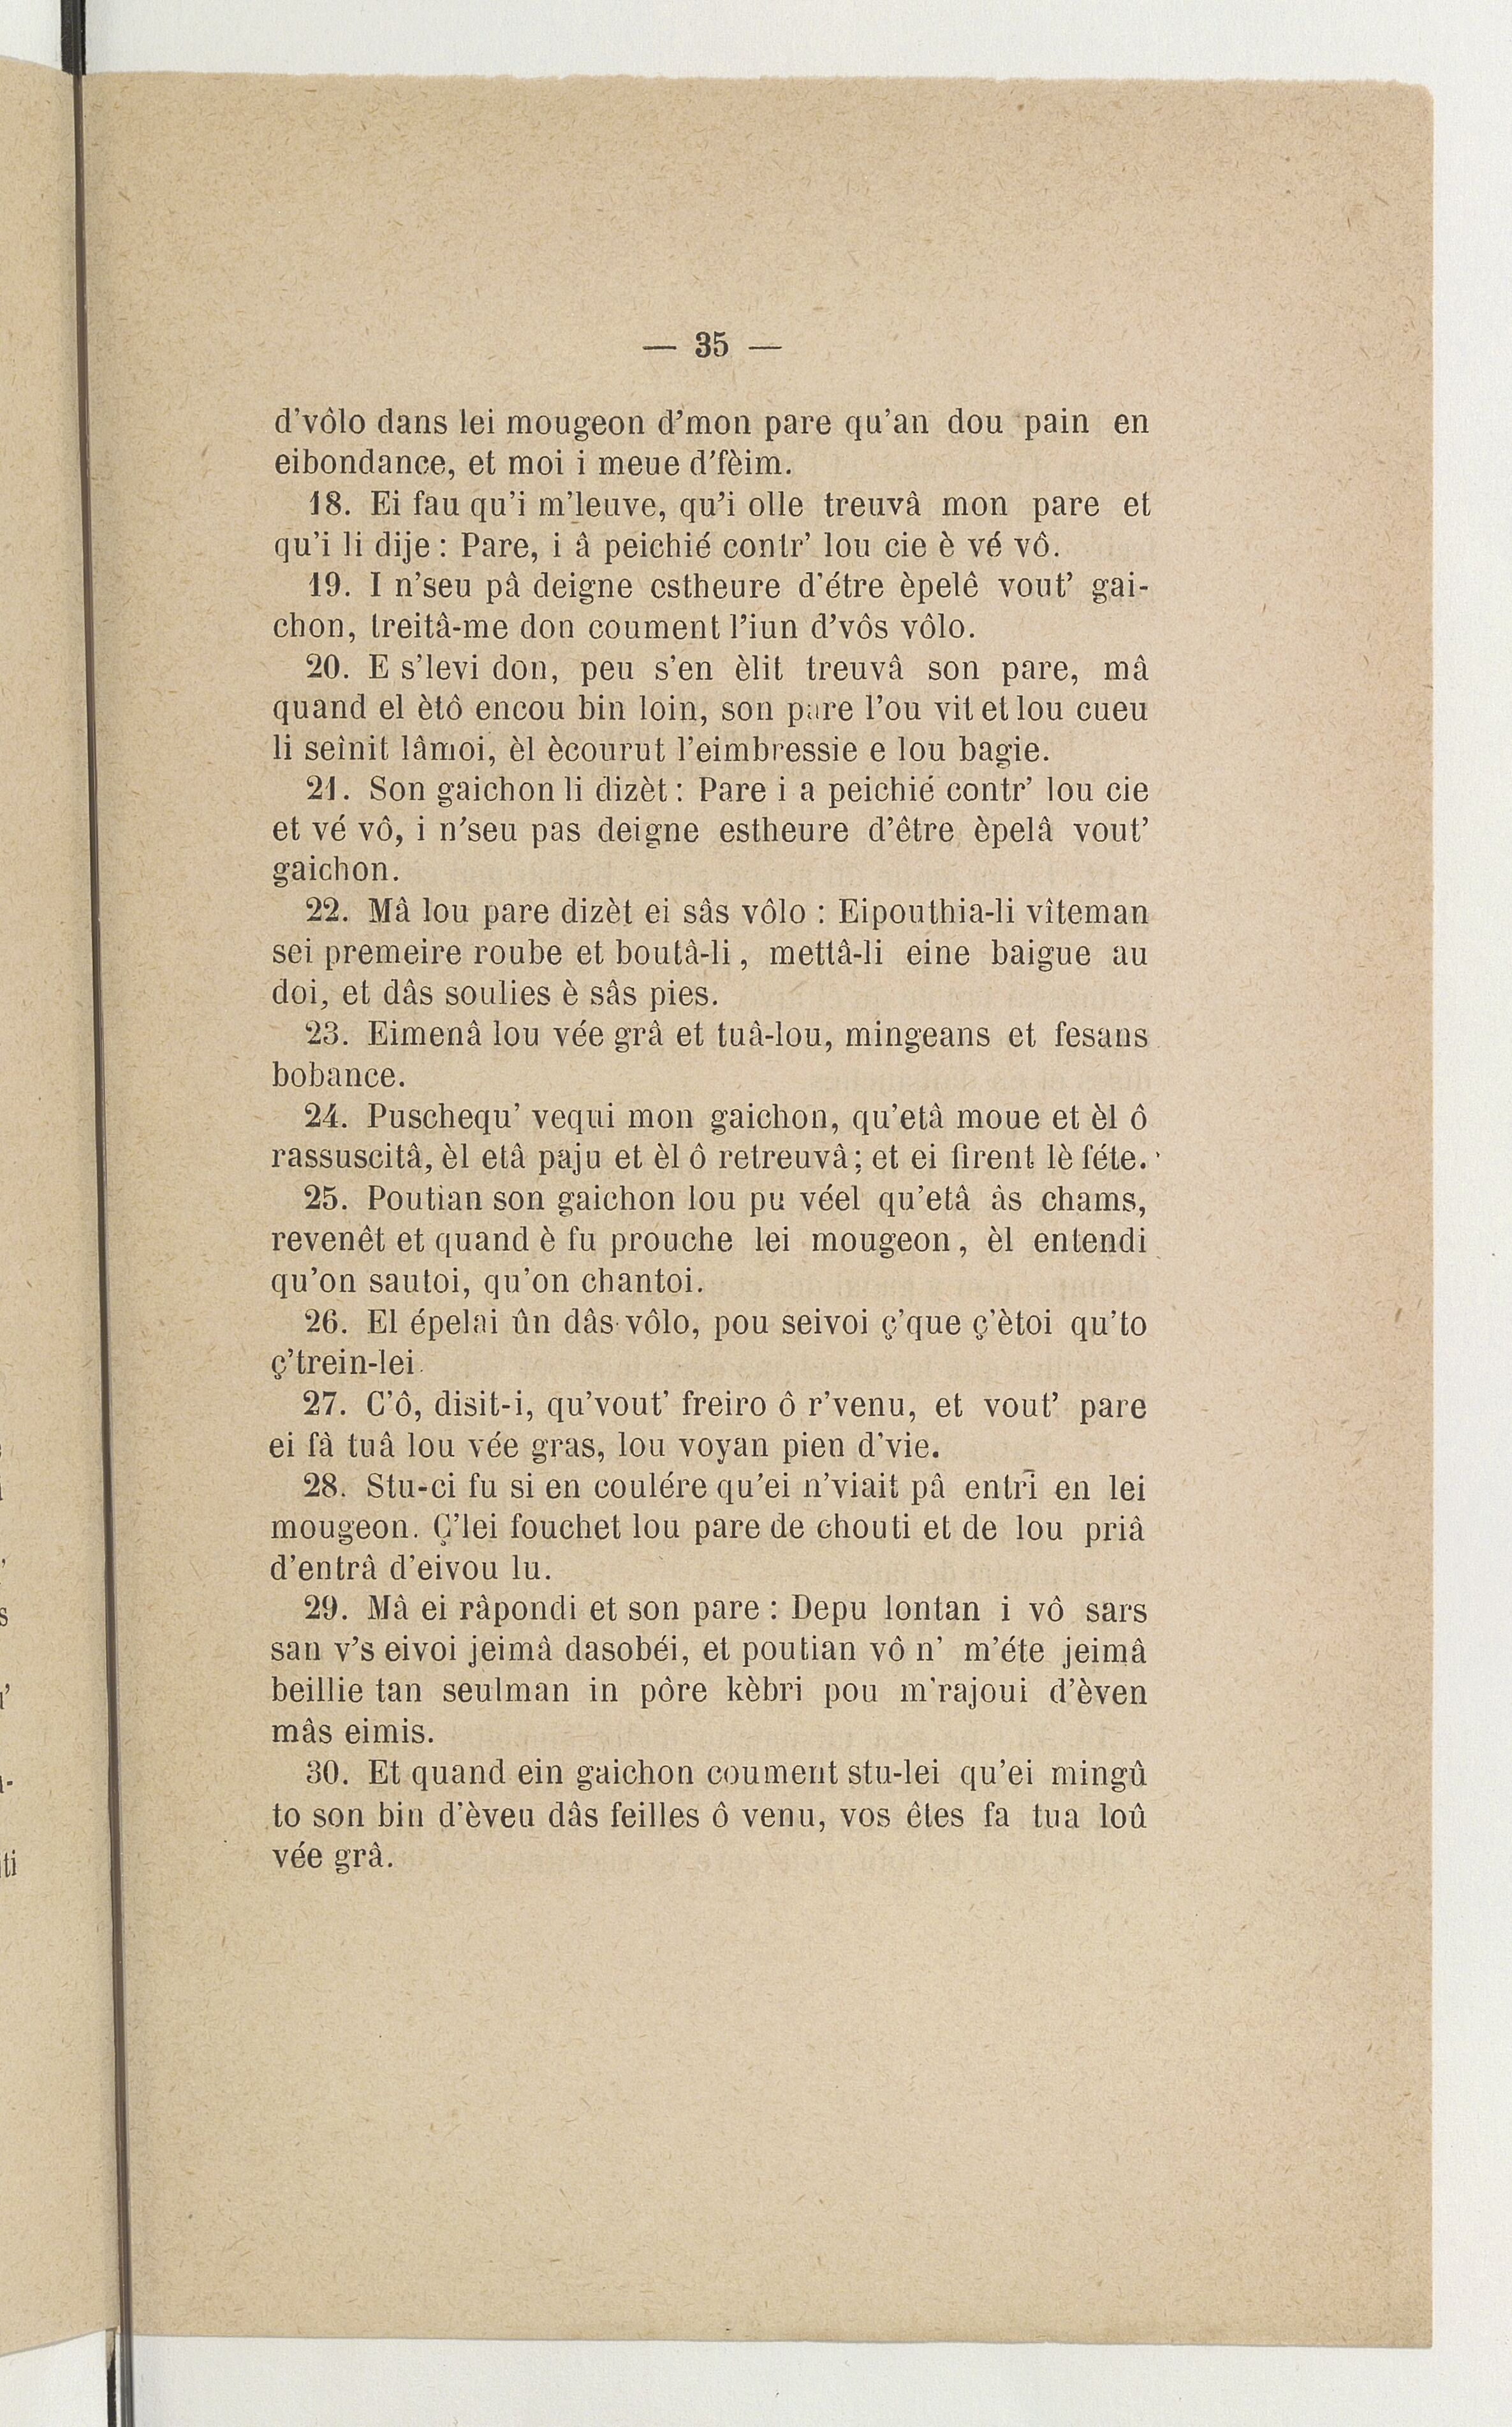 — 35 —
d'vôlo dans lei mougeon d'mon pare qu'an dou pain en
eibondance, et moi i meue d'fèim.
18. Ei fau qu'i m'leuve, qu'i olle treuvâ mon pare et
qu'i li dije : Pare, i â peichié contr' lou cie è vé vô.
19. I n'seu pâ deigne estheure d'étre èpelê vout' gai-
chon, treitâ-me don coument l'iun d'vôs vôlo.
20. E s'levi don, peu s'en èlit treuvâ son pare, mâ
quand el ètô encou bin loin, son pare l'ou vit et lou cueu
li seînit lâmoi, èl ècourut l'eimbressie e lou bagie.
21. Son gaichon li dizèt : Pare i a peichié contr' lou cie
et vé vô, i n'seu pas deigne estheure d'être èpelâ vout'
gaichon.
22. Mâ lou pare dizèt ei sâs vôlo : Eipouthia-li vîteman
sei premeire roube et boutâ-li, mettâ-li eine baigue au
doi, et dâs soulies è sâs pies.
23. Eimenâ lou vée grâ et tuâ-lou, mingeans et fesans
bobance.
24. Puschequ' vequi mon gaichon, qu'etâ moue et èl ô
rassuscitâ, èl etâ paju et èl ô retreuvâ; et ei firent lè féte.
25. Poutian son gaichon lou pu véel qu'etâ âs chams,
revenêt et quand è fu prouche lei mougeon, èl entendi
qu'on sautoi, qu'on chantoi.
26. El épelai ûn dâs vôlo, pou seivoi ç'que ç'ètoi qu'to
ç'trein-lei.
27. C'ô, disit-i, qu'vout' freiro ô r'venu, et vout' pare
ei fâ tuâ lou vée gras, lou voyan pien d'vie.
28. Stu-ci fu si en coulére qu'ei n'viait pâ entrī en lei
mougeon. Ç'lei fouchet lou pare de chouti et de lou priâ
d'entrâ d'eivou lu.
29. Mâ ei râpondi et son pare : Depu lontan i vô sars
san v's eivoi jeimâ dasobéi, et poutian vô n' m'éte jeimâ
beillie tan seulman in pôre kèbri pou m'rajoui d'èven
mâs eimis.
30. Et quand ein gaichon coument stu-lei qu'ei mingû
to son bin d'èveu dâs feilles ô venu, vos êtes fa tua loû
vée grâ.